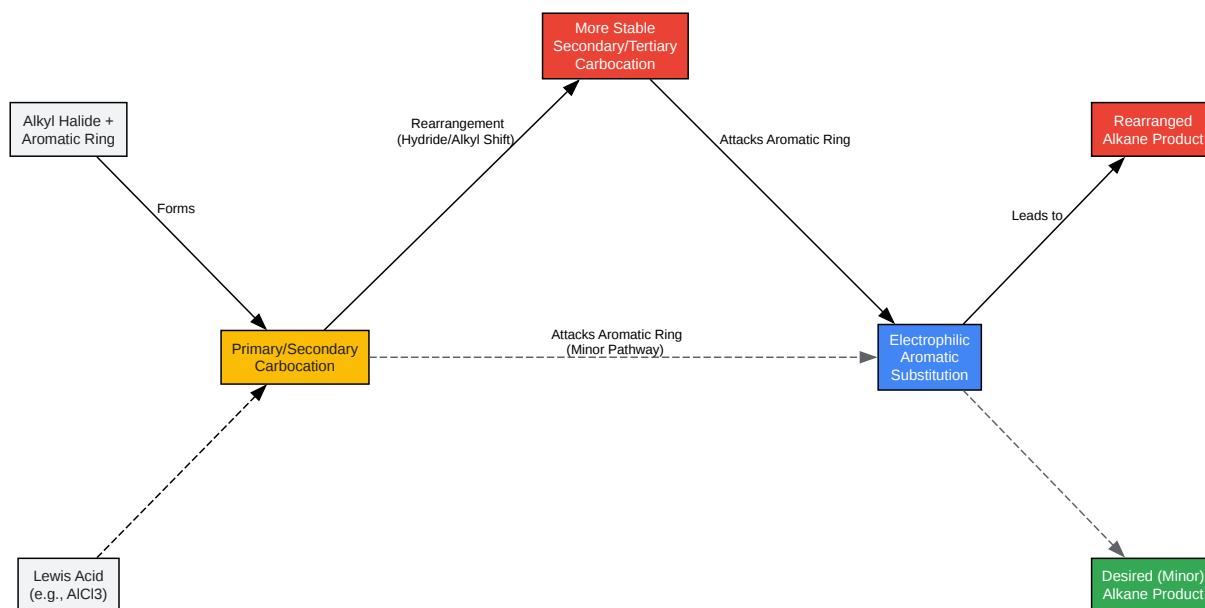 More Stable
Secondary/Tertiary
Carbocation
Alkyl Halide +
Aromatic Ring
Rearranged
Alkane Product
Rearrangement
(Hydride/Alkyl Shift)
Attacks Aromatic Ring
Forms
Leads to
Primary/Secondary
Carbocation
Attacks Aromatic Ring
(Minor Pathway)
Electrophilic
Aromatic
Substitution
Lewis Acid
(e.g., AlCl3)
Desired (Minor)
Alkane Product